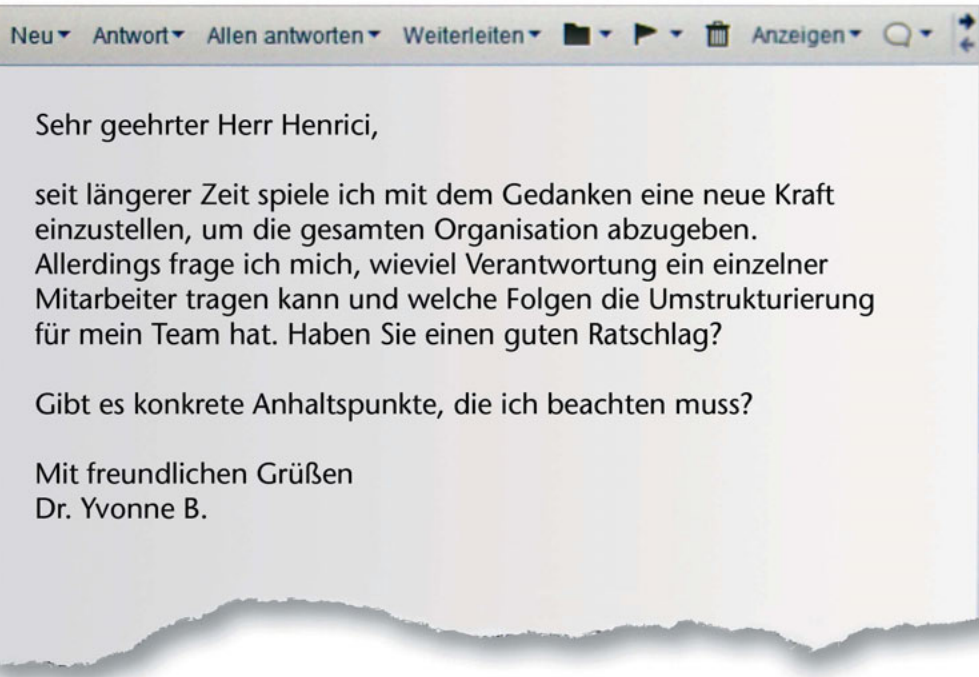 Neu Antwort Allen antworten Weiterleiten Anzeigen
Sehr geehrter Herr Henrici,
seit längerer Zeit spiele ich mit dem Gedanken eine neue Kraft
einzustellen, um die gesamten Organisation abzugeben.
Allerdings frage ich mich, wieviel Verantwortung ein einzelner
Mitarbeiter tragen kann und welche Folgen die Umstrukturierung
für mein Team hat. Haben Sie einen guten Ratschlag?
Gibt es konkrete Anhaltspunkte, die ich beachten muss?
Mit freundlichen Grüßen
Dr. Yvonne B.